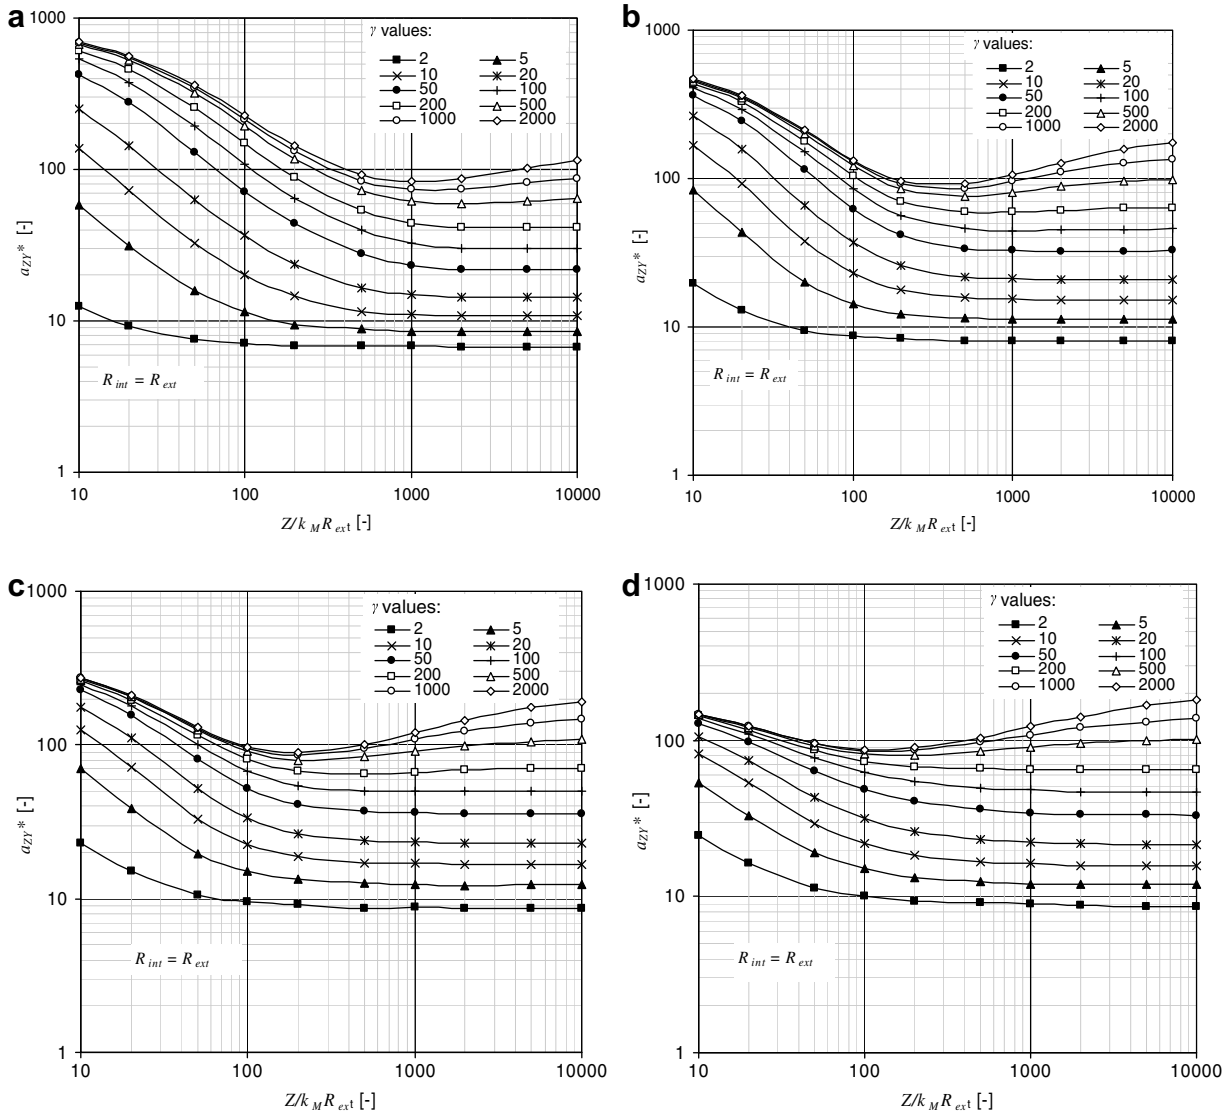 a
1000
100
10
1
a_ZY* [-]
γ values:
2 5
10 20
50 100
200 500
1000 2000
R_int = R_ext
10 100 1000 10000
Z/k_M R_ext [-]
b
1000
100
10
1
a_ZY* [-]
γ values:
2 5
10 20
50 100
200 500
1000 2000
R_int = R_ext
10 100 1000 10000
Z/k_M R_ext [-]
c
1000
100
10
1
a_ZY* [-]
γ values:
2 5
10 20
50 100
200 500
1000 2000
R_int = R_ext
10 100 1000 10000
Z/k_M R_ext [-]
d
1000
100
10
1
a_ZY* [-]
γ values:
2 5
10 20
50 100
200 500
1000 2000
R_int = R_ext
10 100 1000 10000
Z/k_M R_ext [-]